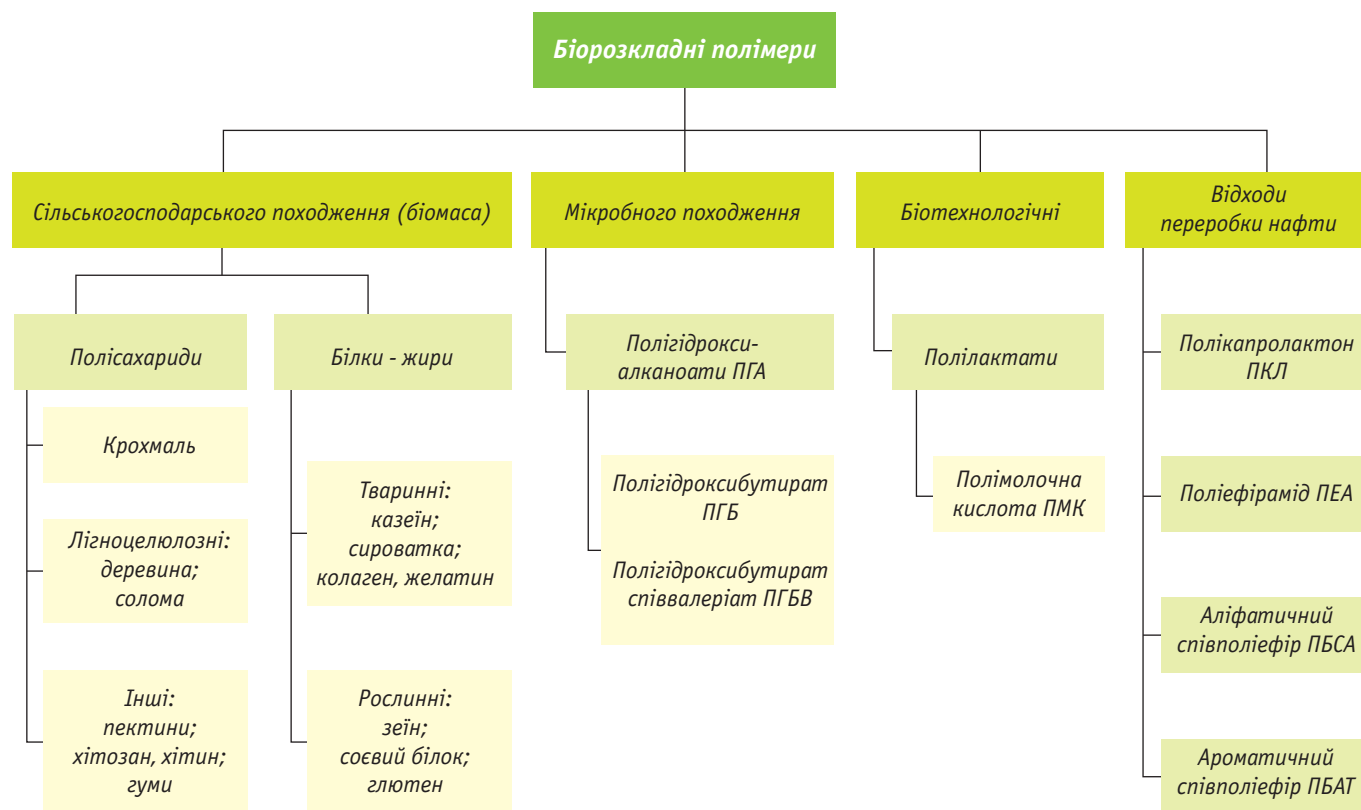 Біорозкладні полімери
Сільськогосподарського походження (біомаса)
Мікробного походження
Біотехнологічні
Відходи
переробки нафти
Полісахариди
Крохмаль
Лігноцелюлозні:
деревина;
солома
Інші:
пектини;
хітозан, хітин;
гуми
Білки - жири
Тваринні:
казеїн;
сироватка;
колаген, желатин
Рослинні:
зеїн;
соєвий білок;
глютен
Полігідрокси-
алканоати ПГА
Полігідроксибутират
ПГБ
Полігідроксибутират
співвалеріат ПГБВ
Полілактати
Полімолочна
кислота ПМК
Полікапролактон
ПКЛ
Поліефірамід ПЕА
Аліфатичний
співполіефір ПБСА
Ароматичний
співполіефір ПБАТ